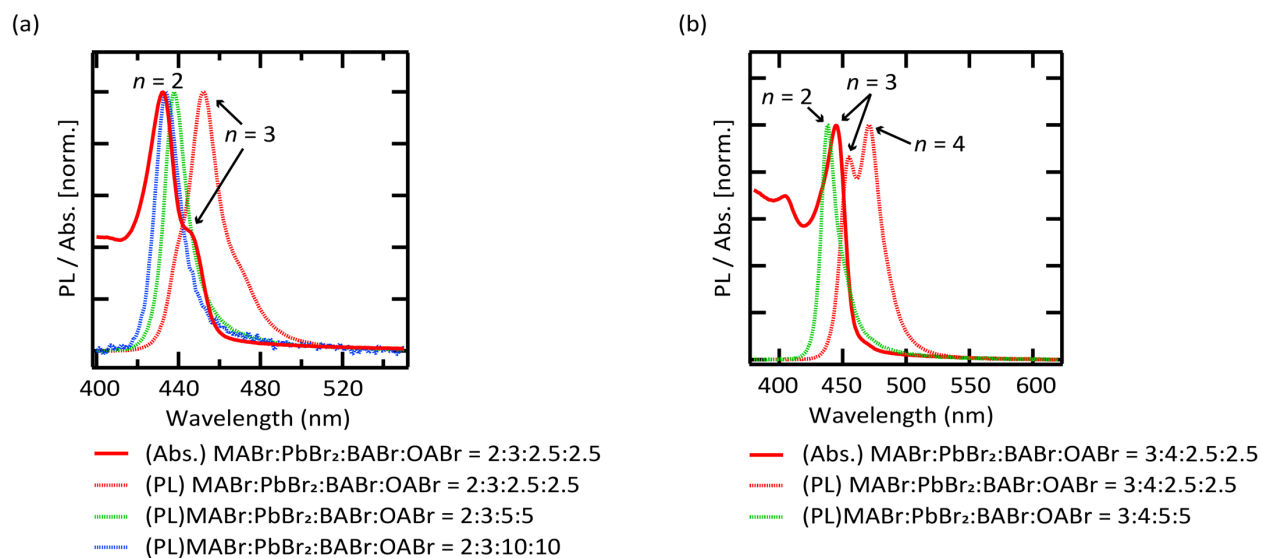 (a)
n = 2
n = 3
PL / Abs. [norm.]
400 440 480 520
Wavelength (nm)
(Abs.) MABr:PbBr₂:BABr:OABr = 2:3:2.5:2.5
(PL) MABr:PbBr₂:BABr:OABr = 2:3:2.5:2.5
(PL)MABr:PbBr₂:BABr:OABr = 2:3:5:5
(PL)MABr:PbBr₂:BABr:OABr = 2:3:10:10
(b)
n = 3
n = 2
n = 4
PL / Abs. [norm.]
400 450 500 550 600
Wavelength (nm)
(Abs.) MABr:PbBr₂:BABr:OABr = 3:4:2.5:2.5
(PL) MABr:PbBr₂:BABr:OABr = 3:4:2.5:2.5
(PL)MABr:PbBr₂:BABr:OABr = 3:4:5:5